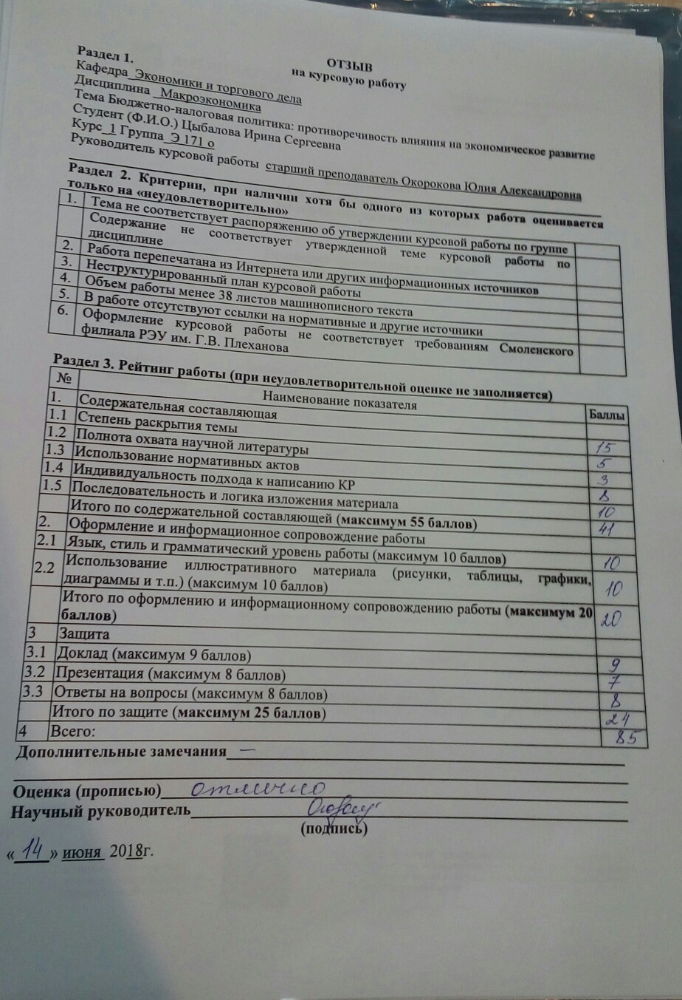 ОТЗЫВ
на курсовую работу
Раздел 1.
Кафедра Экономики и торгового дела
Дисциплина Макроэкономика
Тема Бюджетно-налоговая политика: противоречивость влияния на экономическое развитие
Студент (Ф.И.О.) Цыбалова Ирина Сергеевна
Курс 1 Группа Э 171 о
Руководитель курсовой работы старший преподаватель Окорокова Юлия Александровна
Раздел 2. Критерии, при наличии хотя бы одного из которых работа оценивается
только на «неудовлетворительно»
1. Тема не соответствует распоряжению об утверждении курсовой работы по группе
Содержание не соответствует утвержденной теме курсовой работы по
дисциплине
2. Работа перепечатана из Интернета или других информационных источников
3. Неструктурированный план курсовой работы
4. Объем работы менее 38 листов машинописного текста
5. В работе отсутствуют ссылки на нормативные и другие источники
6. Оформление курсовой работы не соответствует требованиям Смоленского
филиала РЭУ им. Г.В. Плеханова
Раздел 3. Рейтинг работы (при неудовлетворительной оценке не заполняется)
№ Наименование показателя Баллы
1. Содержательная составляющая
1.1 Степень раскрытия темы 15
1.2 Полнота охвата научной литературы 5
1.3 Использование нормативных актов 3
1.4 Индивидуальность подхода к написанию КР 8
1.5 Последовательность и логика изложения материала 10
Итого по содержательной составляющей (максимум 55 баллов) 41
2. Оформление и информационное сопровождение работы
2.1 Язык, стиль и грамматический уровень работы (максимум 10 баллов) 10
2.2 Использование иллюстративного материала (рисунки, таблицы, графики,
диаграммы и т.п.) (максимум 10 баллов) 10
Итого по оформлению и информационному сопровождению работы (максимум 20
баллов) 20
3 Защита
3.1 Доклад (максимум 9 баллов) 9
3.2 Презентация (максимум 8 баллов) 7
3.3 Ответы на вопросы (максимум 8 баллов) 8
Итого по защите (максимум 25 баллов) 24
4 Всего: 85
Дополнительные замечания —
Оценка (прописью) отлично
Научный руководитель
(подпись)
« 14 » июня 2018г.